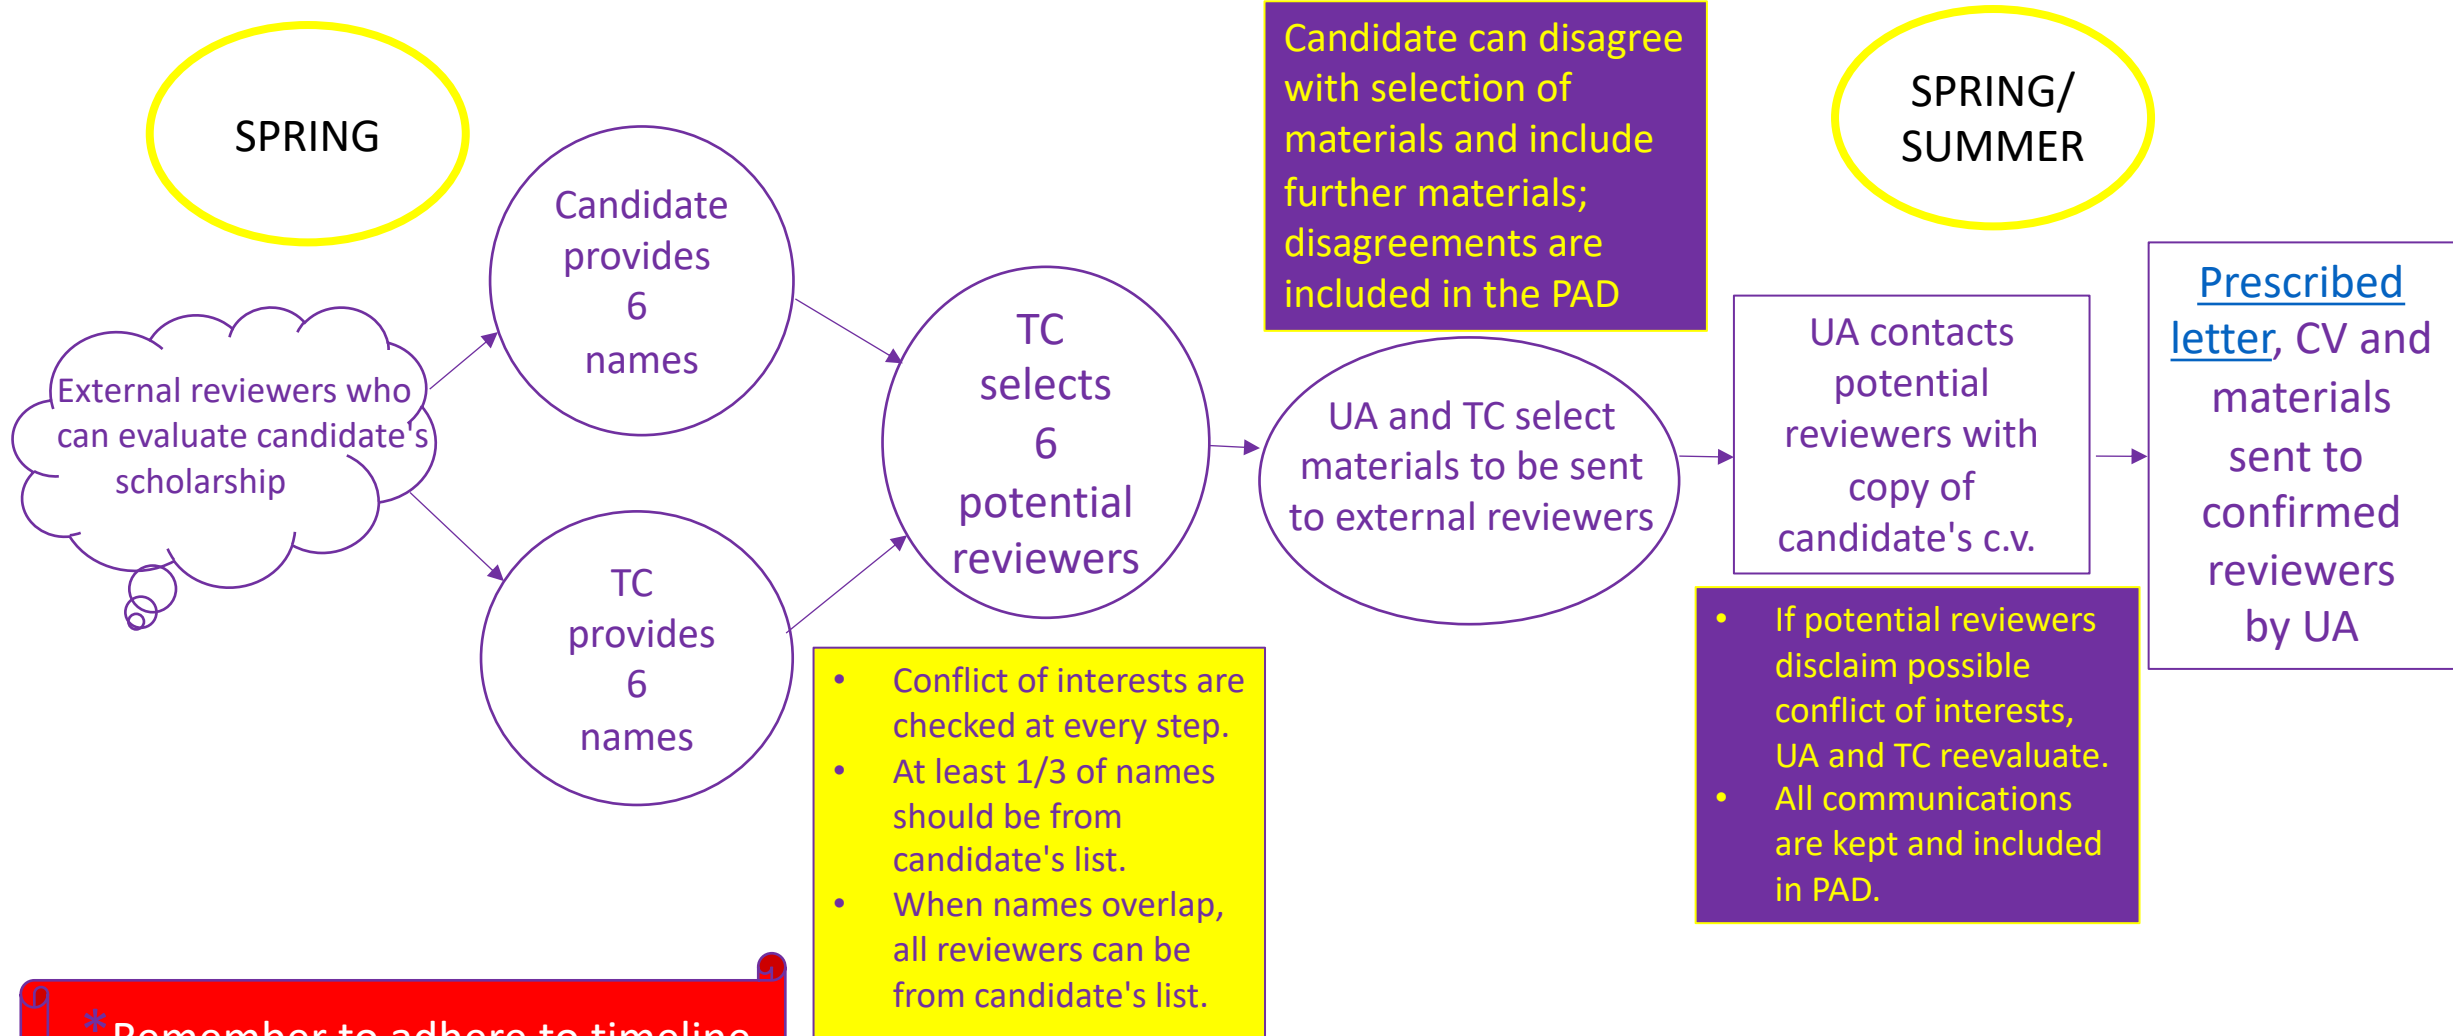 SPRING
External reviewers who
can evaluate candidate's
scholarship
Candidate
provides
6
names
TC
provides
6
names
TC
selects
6
potential
reviewers
• Conflict of interests are
checked at every step.
• At least 1/3 of names
should be from
candidate's list.
• When names overlap,
all reviewers can be
from candidate's list.
Candidate can disagree
with selection of
materials and include
further materials;
disagreements are
included in the PAD
UA and TC select
materials to be sent
to external reviewers
SPRING/
SUMMER
UA contacts
potential
reviewers with
copy of
candidate's c.v.
• If potential reviewers
disclaim possible
conflict of interests,
UA and TC reevaluate.
• All communications
are kept and included
in PAD.
Prescribed
letter, CV and
materials
sent to
confirmed
reviewers
by UA
*Remember to adhere to timeline